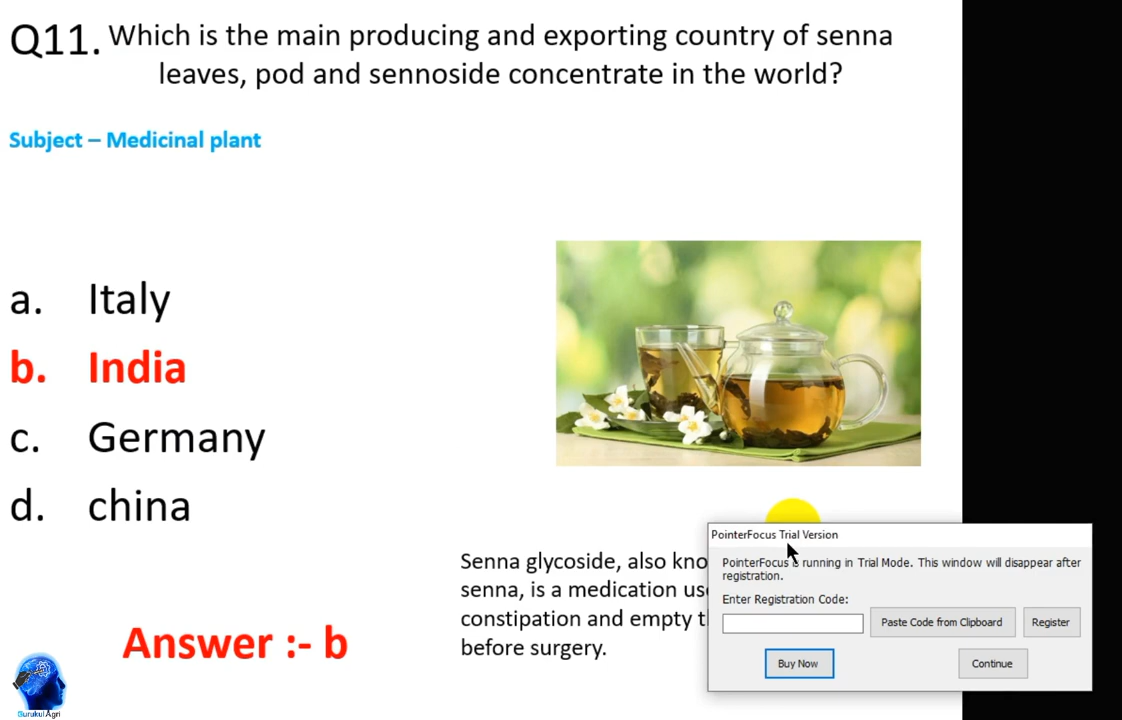 Q11. Which is the main producing and exporting country of senna
leaves, pod and sennoside concentrate in the world?
Subject – Medicinal plant
a. Italy
b. India
c. Germany
d. china
Senna glycoside, also kno
senna, is a medication us
constipation and empty t
before surgery.
Answer :- b
Gurukul Agri
PointerFocus Trial Version
PointerFocus is running in Trial Mode. This window will disappear after
registration.
Enter Registration Code:
Paste Code from Clipboard
Register
Buy Now
Continue